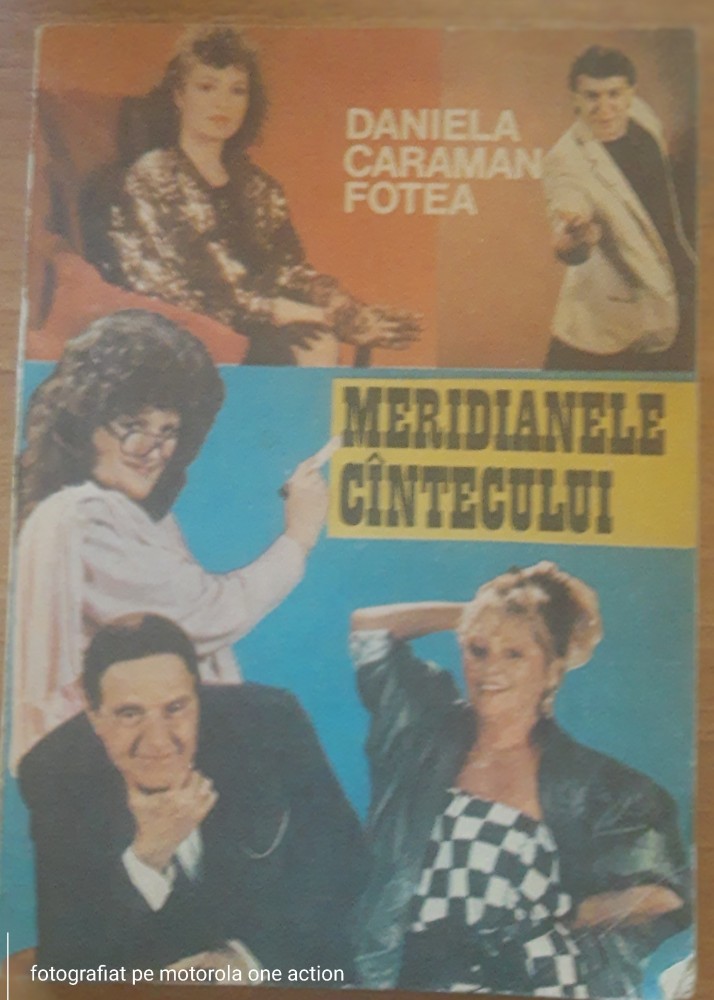 DANIELA
CARAMAN
FOTEA
MERIDIANELE
CÎNTECULUI
fotografiat pe motorola one action